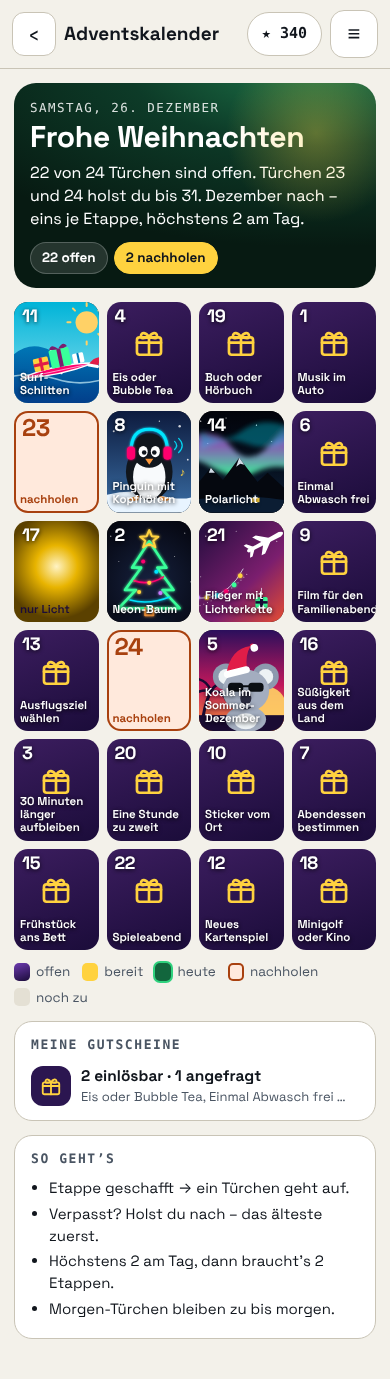 <
Adventskalender
★ 340
≡
SAMSTAG, 26. DEZEMBER
Frohe Weihnachten
22 von 24 Türchen sind offen. Türchen 23
und 24 holst du bis 31. Dezember nach –
eins je Etappe, höchstens 2 am Tag.
22 offen
2 nachholen
11
Surf-
Schlitten
4
Eis oder
Bubble Tea
19
Buch oder
Hörbuch
1
Musik im
Auto
23
nachholen
8
Pinguin mit
Kopfhörern
14
Polarlicht
6
Einmal
Abwasch frei
17
nur Licht
2
Neon-Baum
21
Flieger mit
Lichterkette
9
Film für den
Familienabend
13
Ausflugsziel
wählen
24
nachholen
5
Koala im
Sommer-
Dezember
16
Süßigkeit
aus dem
Land
3
30 Minuten
länger
aufbleiben
20
Eine Stunde
zu zweit
10
Sticker vom
Ort
7
Abendessen
bestimmen
15
Frühstück
ans Bett
22
Spieleabend
12
Neues
Kartenspiel
18
Minigolf
oder Kino
offen
bereit
heute
nachholen
noch zu
MEINE GUTSCHEINE
2 einlösbar · 1 angefragt
Eis oder Bubble Tea, Einmal Abwasch frei …
SO GEHT’S
• Etappe geschafft → ein Türchen geht auf.
• Verpasst? Holst du nach – das älteste
zuerst.
• Höchstens 2 am Tag, dann braucht’s 2
Etappen.
• Morgen-Türchen bleiben zu bis morgen.